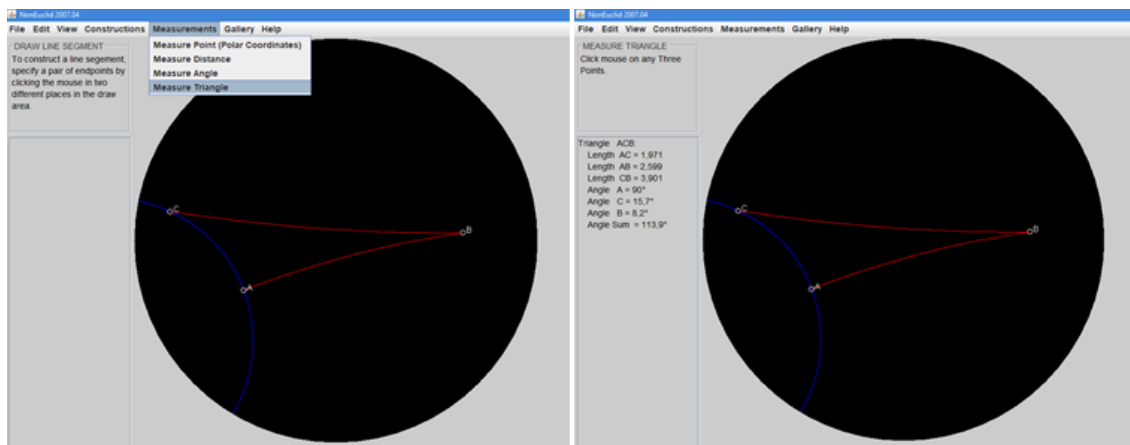 NonEuclid 2007.04
File Edit View Constructions Measurements Gallery Help
DRAW LINE SEGMENT
To construct a line segement,
specify a pair of endpoints by
clicking the mouse in two
different places in the draw
area.
Measure Point (Polar Coordinates)
Measure Distance
Measure Angle
Measure Triangle
C
B
A
NonEuclid 2007.04
File Edit View Constructions Measurements Gallery Help
MEASURE TRIANGLE
Click mouse on any Three
Points.
Triangle ACB:
Length AC = 1,971
Length AB = 2,599
Length CB = 3,901
Angle A = 90°
Angle C = 15,7°
Angle B = 8,2°
Angle Sum = 113,9°
C
B
A